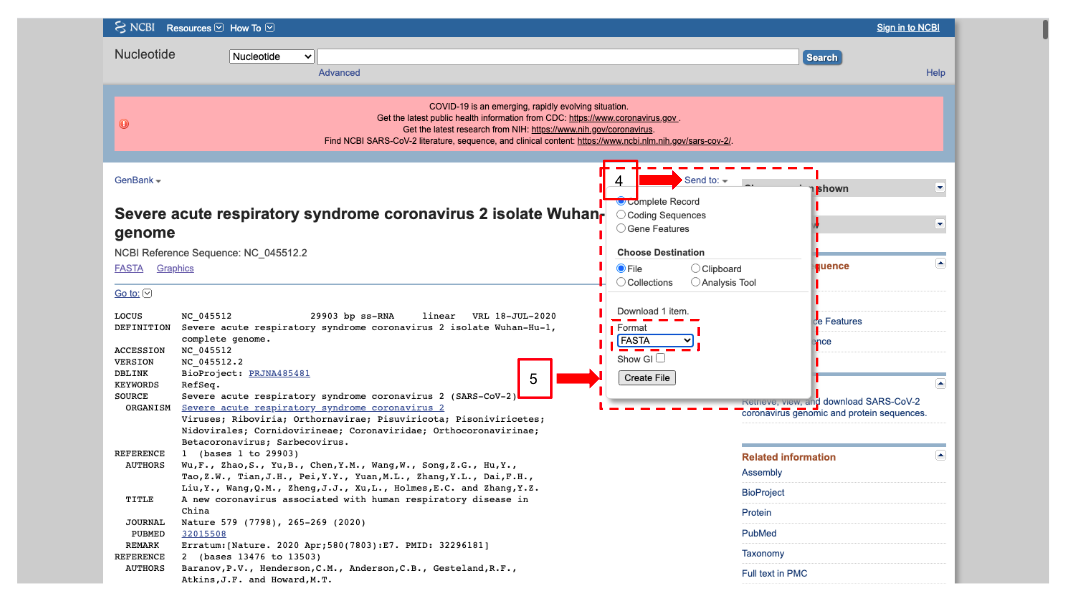 NCBI Resources How To Sign in to NCBI
Nucleotide Nucleotide Search
Advanced Help
COVID-19 is an emerging, rapidly evolving situation.
Get the latest public health information from CDC: https://www.coronavirus.gov .
Get the latest research from NIH: https://www.nih.gov/coronavirus.
Find NCBI SARS-CoV-2 literature, sequence, and clinical content: https://www.ncbi.nlm.nih.gov/sars-cov-2/.
GenBank
4
Send to:
Severe acute respiratory syndrome coronavirus 2 isolate Wuhan-
genome
NCBI Reference Sequence: NC_045512.2
FASTA Graphics
Go to:
LOCUS NC_045512 29903 bp ss-RNA linear VRL 18-JUL-2020
DEFINITION Severe acute respiratory syndrome coronavirus 2 isolate Wuhan-Hu-1,
complete genome.
ACCESSION NC_045512
VERSION NC_045512.2
DBLINK BioProject: PRJNA485481
KEYWORDS RefSeq.
SOURCE Severe acute respiratory syndrome coronavirus 2 (SARS-CoV-2)
ORGANISM Severe acute respiratory syndrome coronavirus 2
Viruses; Riboviria; Orthornavirae; Pisuviricota; Pisoniviricetes;
Nidovirales; Cornidovirineae; Coronaviridae; Orthocoronavirinae;
Betacoronavirus; Sarbecovirus.
REFERENCE 1 (bases 1 to 29903)
AUTHORS Wu,F., Zhao,S., Yu,B., Chen,Y.M., Wang,W., Song,Z.G., Hu,Y.,
Tao,Z.W., Tian,J.H., Pei,Y.Y., Yuan,M.L., Zhang,Y.L., Dai,F.H.,
Liu,Y., Wang,Q.M., Zheng,J.J., Xu,L., Holmes,E.C. and Zhang,Y.Z.
TITLE A new coronavirus associated with human respiratory disease in
China
JOURNAL Nature 579 (7798), 265-269 (2020)
PUBMED 32015508
REMARK Erratum:[Nature. 2020 Apr;580(7803):E7. PMID: 32296181]
REFERENCE 2 (bases 13476 to 13503)
AUTHORS Baranov,P.V., Henderson,C.M., Anderson,C.B., Gesteland,R.F.,
Atkins,J.F. and Howard,M.T.
Complete Record
Coding Sequences
Gene Features
Choose Destination
File Clipboard
Collections Analysis Tool
Download 1 item.
Format
FASTA
Show GI
5
Create File
shown
Features
Retrieve, view, and download SARS-CoV-2
coronavirus genomic and protein sequences.
Related information
Assembly
BioProject
Protein
PubMed
Taxonomy
Full text in PMC